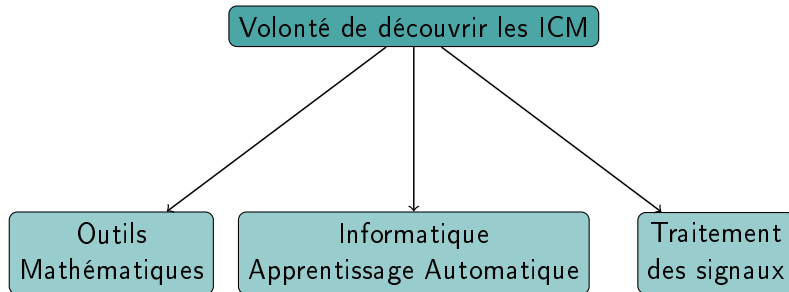 Volonté de découvrir les ICM
Outils
Mathématiques
Informatique
Apprentissage Automatique
Traitement
des signaux